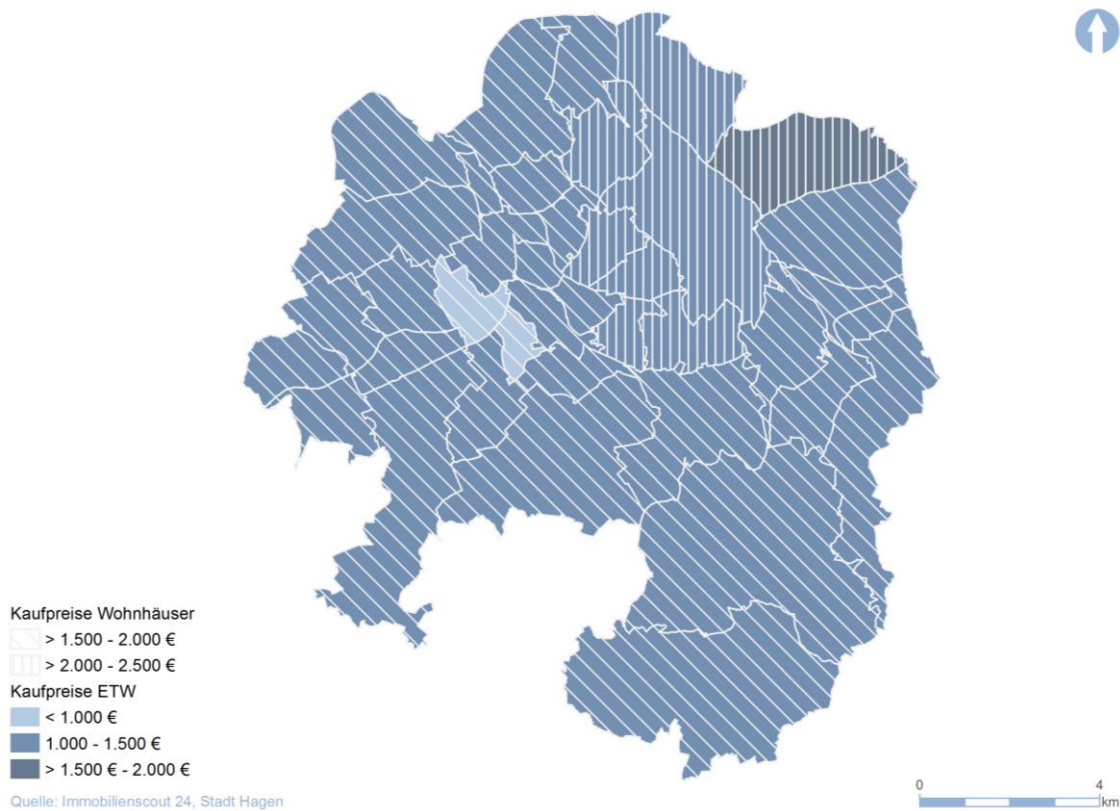 Kaufpreise Wohnhäuser
> 1.500 - 2.000 €
> 2.000 - 2.500 €
Kaufpreise ETW
< 1.000 €
1.000 - 1.500 €
> 1.500 € - 2.000 €
Quelle: Immobilienscout 24, Stadt Hagen
0 4
km